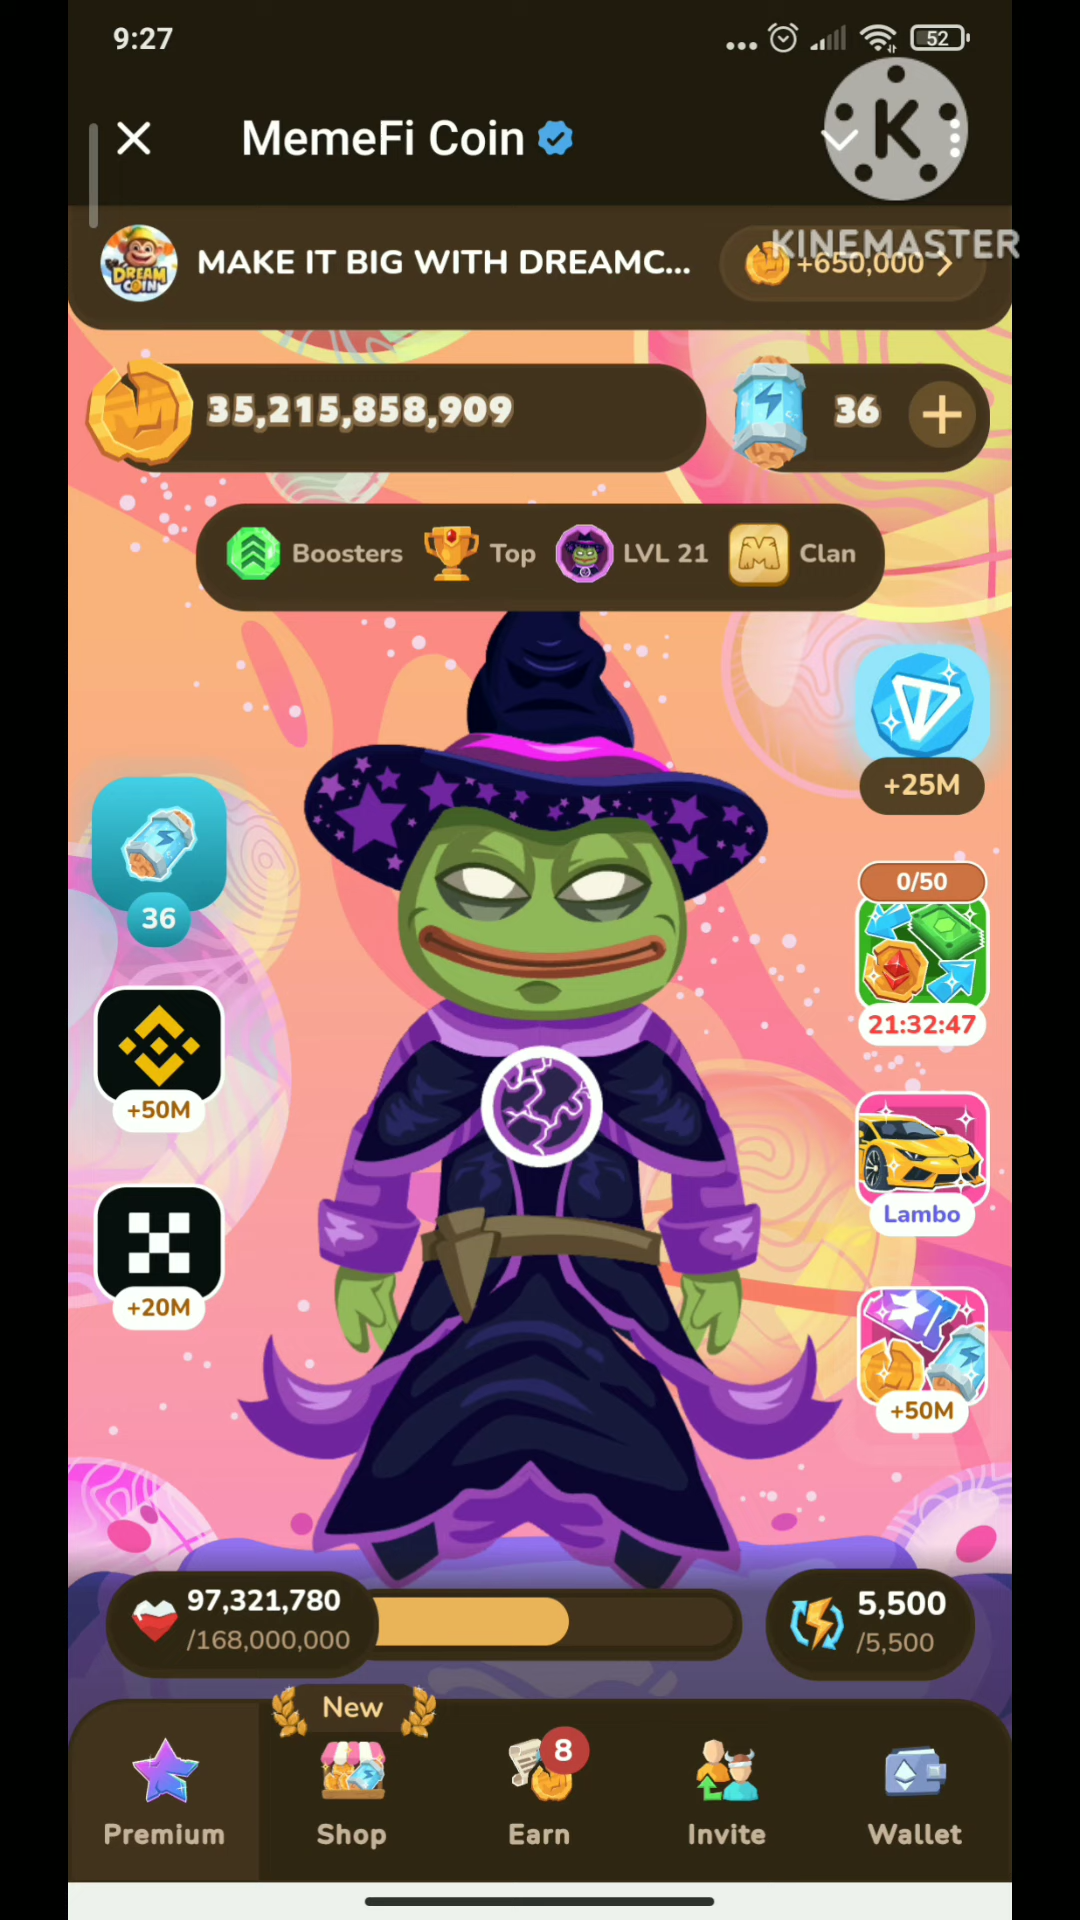 9:27
52
MemeFi Coin
K
KINEMASTER
DREAM COIN
MAKE IT BIG WITH DREAMC...
+650,000
35,215,858,909
36
Boosters
Top
LVL 21
Clan
+25M
36
0/50
21:32:47
+50M
Lambo
+20M
+50M
97,321,780
/168,000,000
5,500
/5,500
New
8
Premium
Shop
Earn
Invite
Wallet